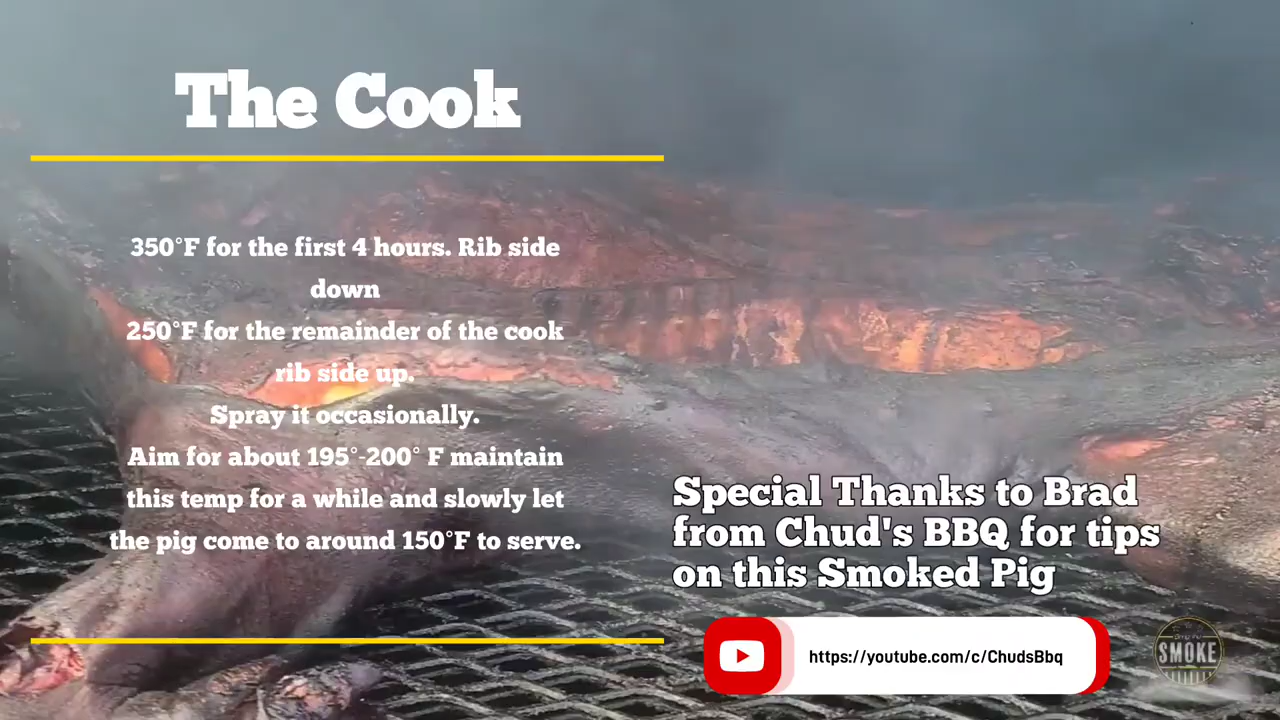 The Cook
350°F for the first 4 hours. Rib side
down
250°F for the remainder of the cook
rib side up.
Spray it occasionally.
Aim for about 195°-200° F maintain
this temp for a while and slowly let
the pig come to around 150°F to serve.
Special Thanks to Brad
from Chud's BBQ for tips
on this Smoked Pig
https://youtube.com/c/ChudsBbq
SMOKE